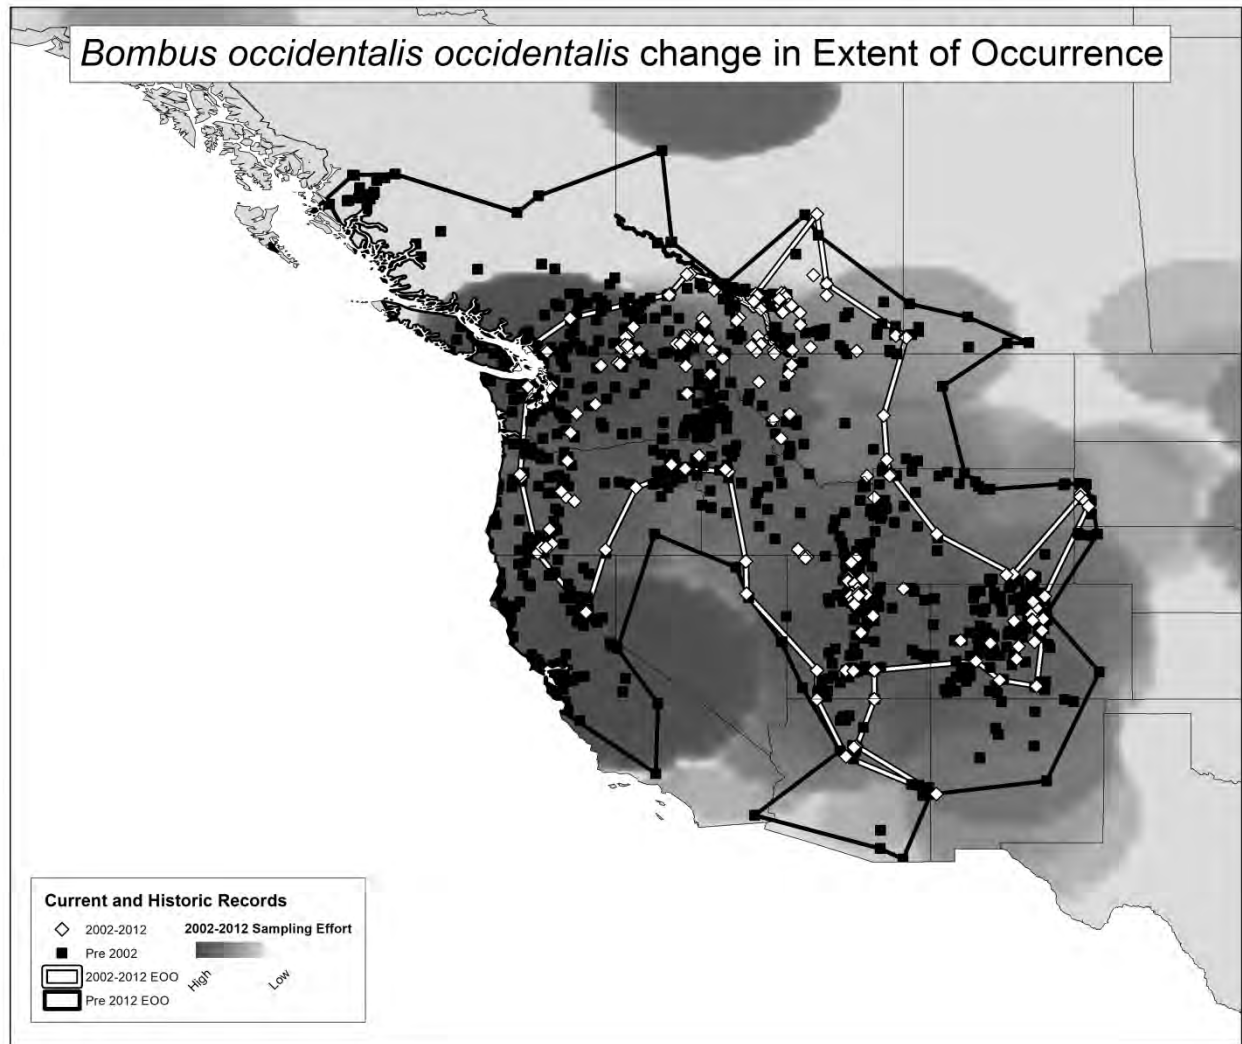 Bombus occidentalis occidentalis change in Extent of Occurrence
Current and Historic Records
2002-2012
2002-2012 Sampling Effort
Pre 2002
High
Low
2002-2012 EOO
Pre 2012 EOO